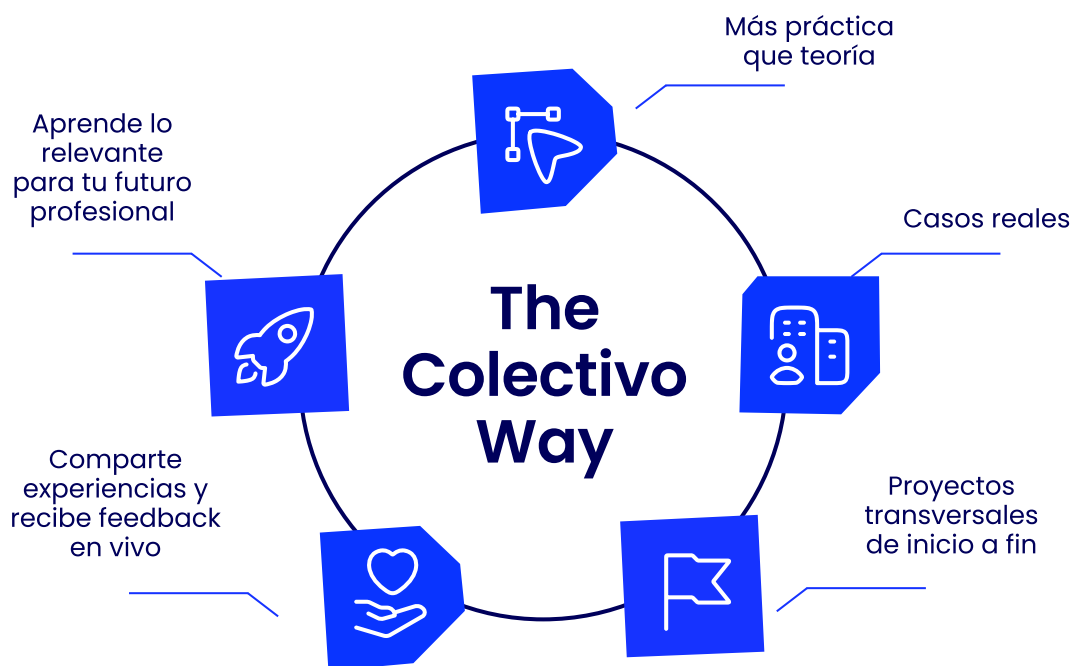 Más práctica
que teoría
Aprende lo
relevante
para tu futuro
profesional
Casos reales
The
Colectivo
Way
Comparte
experiencias y
recibe feedback
en vivo
Proyectos
transversales
de inicio a fin